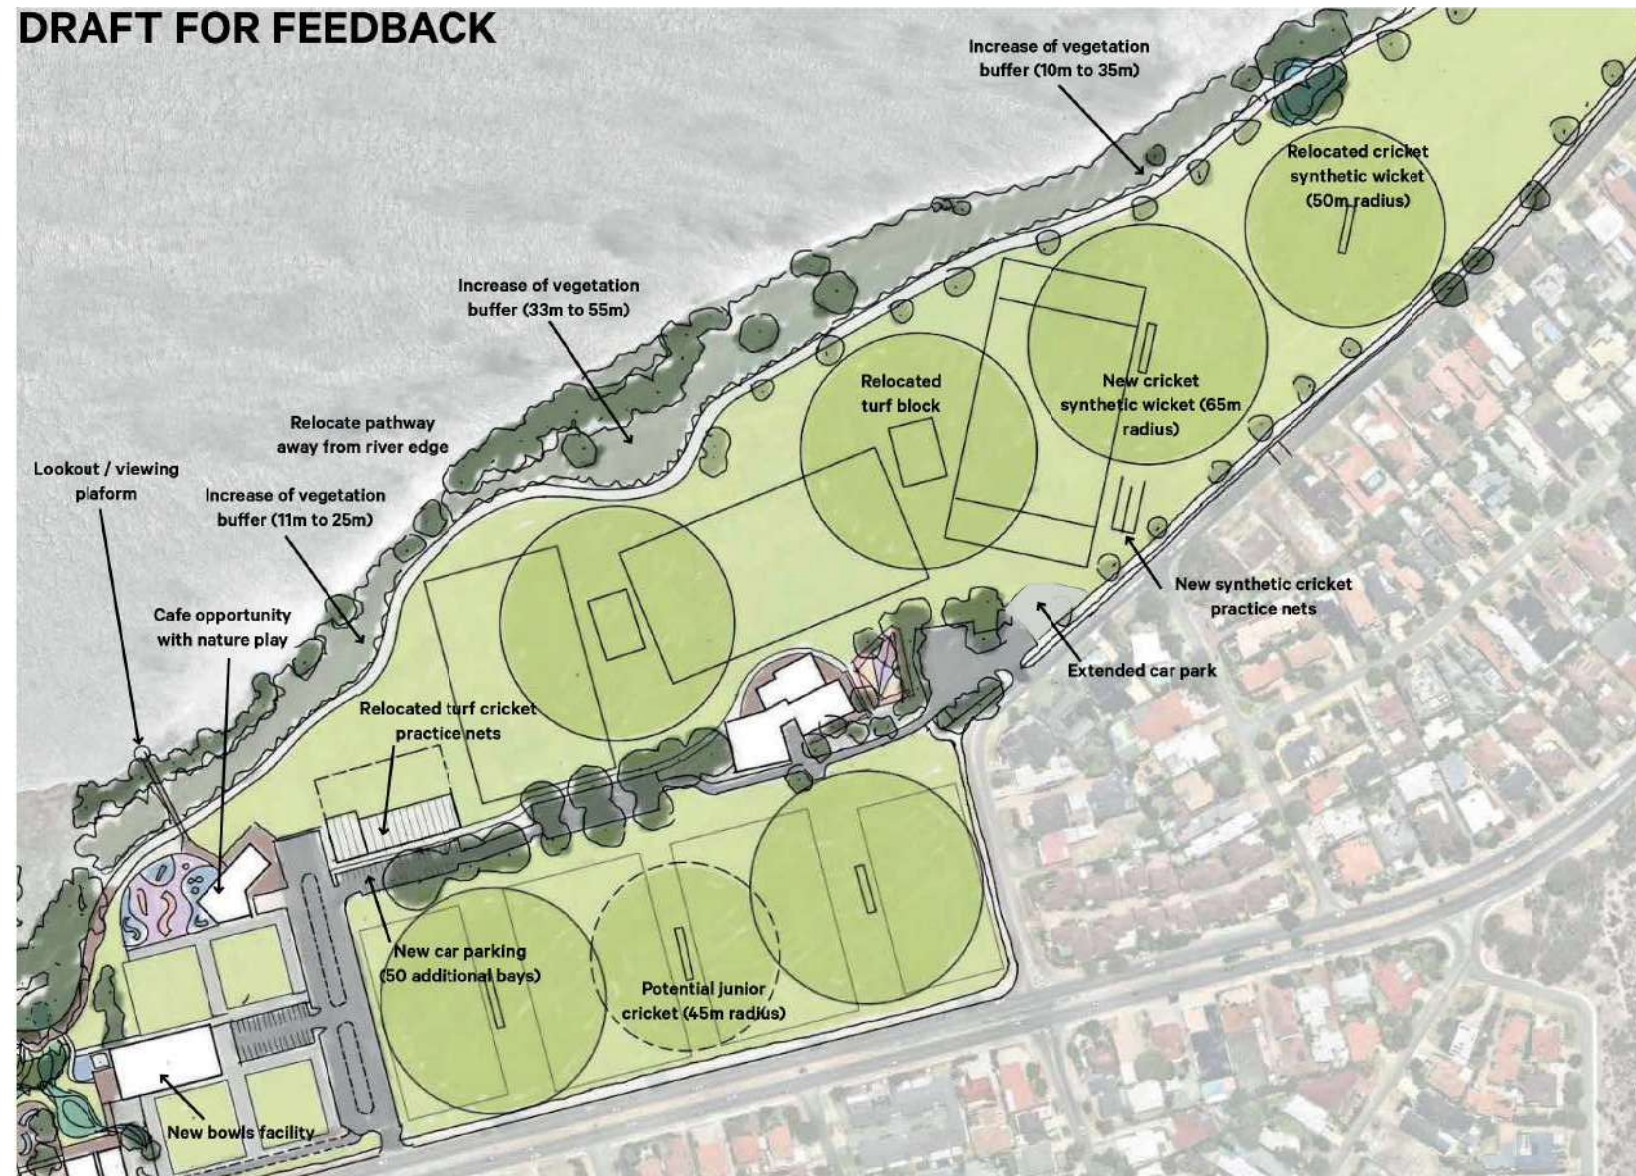 DRAFT FOR FEEDBACK
Increase of vegetation
buffer (10m to 35m)
Relocated cricket
synthetic wicket
(50m radius)
Increase of vegetation
buffer (33m to 55m)
Relocated
turf block
New cricket
synthetic wicket (65m
radius)
Relocate pathway
away from river edge
Lookout / viewing
plaform
Increase of vegetation
buffer (11m to 25m)
New synthetic cricket
practice nets
Cafe opportunity
with nature play
Extended car park
Relocated turf cricket
practice nets
New car parking
(50 additional bays)
Potential junior
cricket (45m radius)
New bowls facility